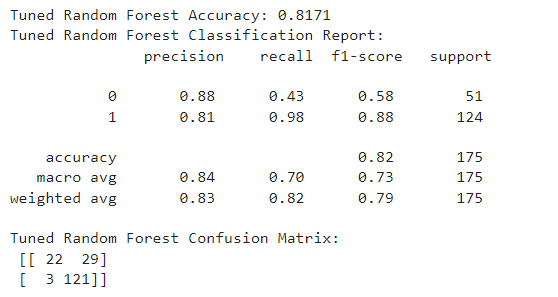 Tuned Random Forest Accuracy: 0.8171
Tuned Random Forest Classification Report:
precision recall f1-score support
0 0.88 0.43 0.58 51
1 0.81 0.98 0.88 124
accuracy 0.82 175
macro avg 0.84 0.70 0.73 175
weighted avg 0.83 0.82 0.79 175
Tuned Random Forest Confusion Matrix:
[[ 22 29]
[ 3 121]]